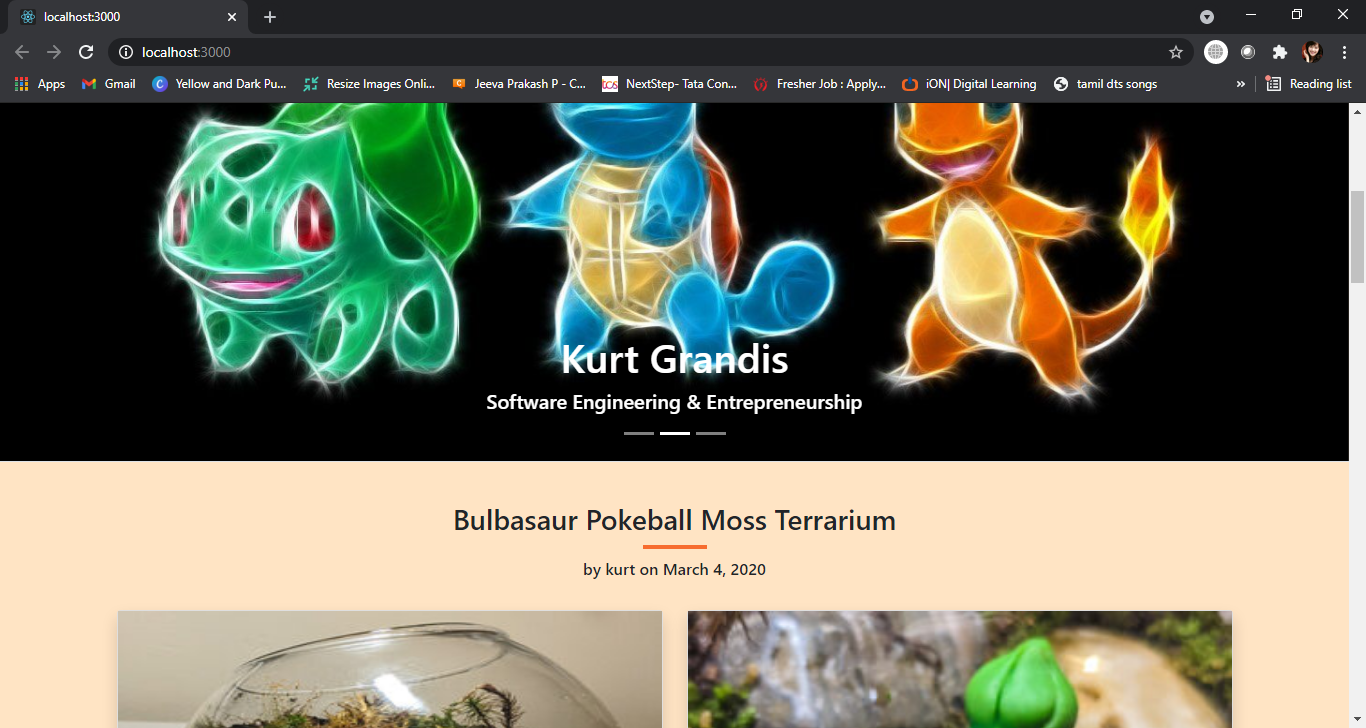 localhost:3000
localhost:3000
Apps Gmail Yellow and Dark Pu... Resize Images Onli... Jeeva Prakash P - C... NextStep- Tata Con... Fresher Job : Apply... iON| Digital Learning tamil dts songs » Reading list
Kurt Grandis
Software Engineering & Entrepreneurship
Bulbasaur Pokeball Moss Terrarium
by kurt on March 4, 2020